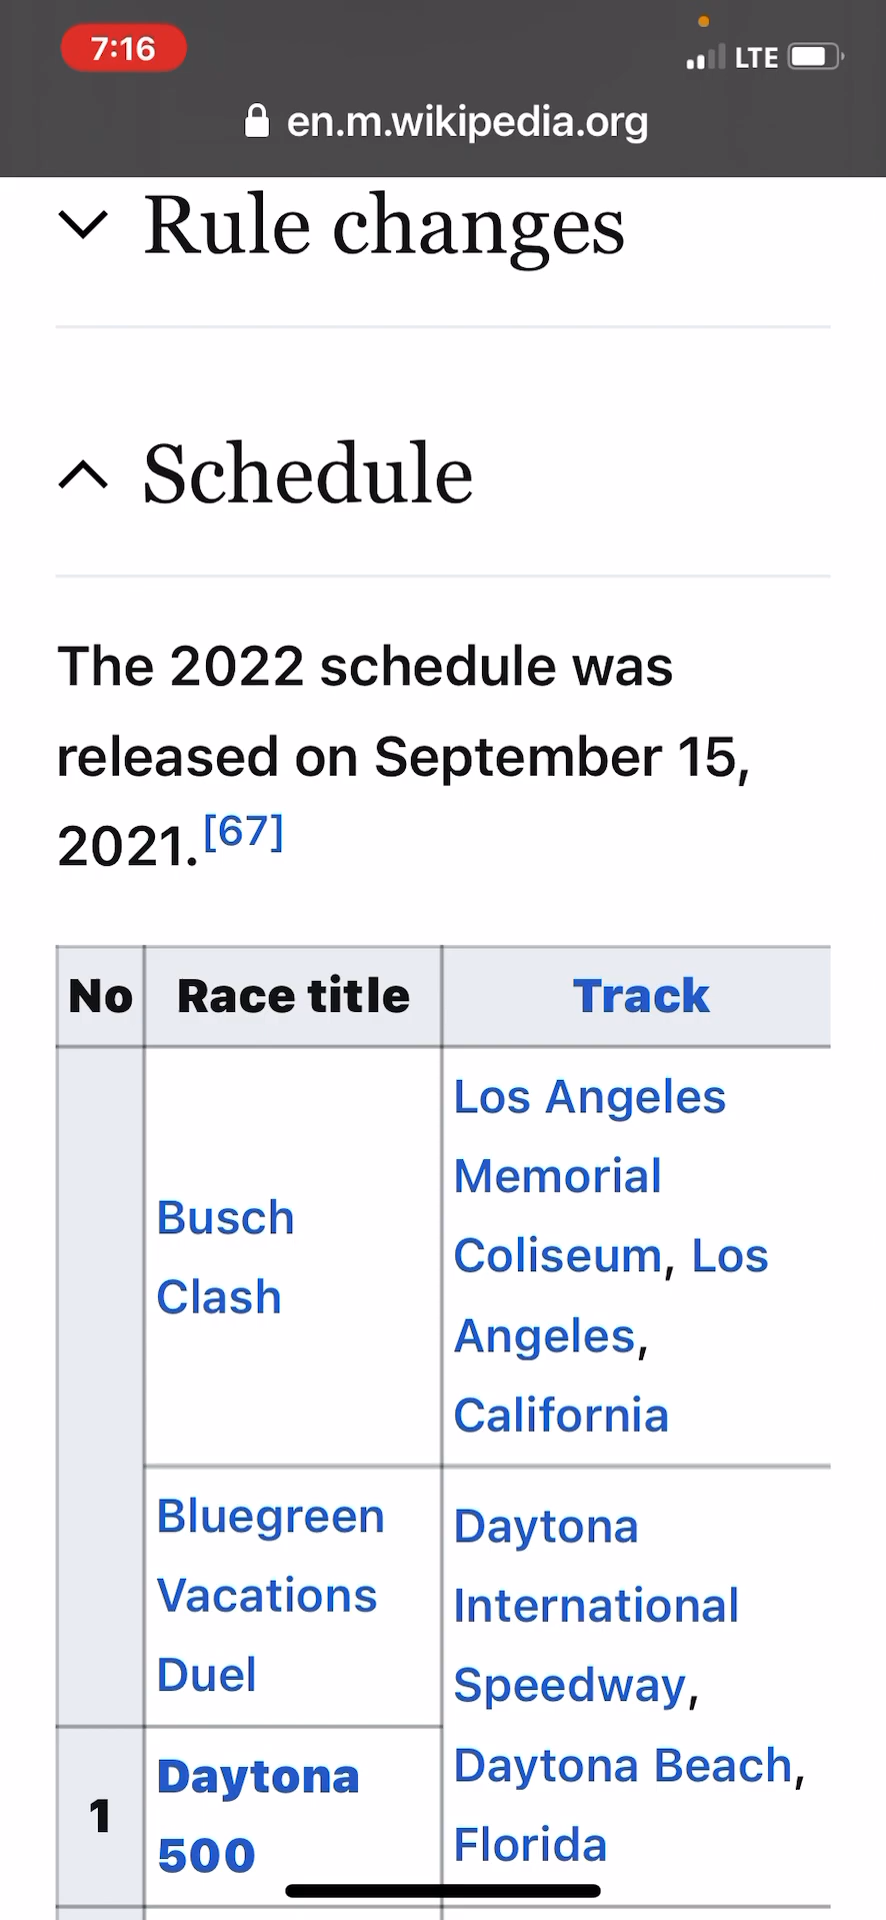 7:16
LTE
en.m.wikipedia.org
Rule changes
Schedule
The 2022 schedule was
released on September 15,
2021.[67]
No Race title Track
Busch
Clash
Los Angeles
Memorial
Coliseum, Los
Angeles,
California
Bluegreen
Vacations
Duel
Daytona
International
Speedway,
Daytona Beach,
Florida
1
Daytona
500